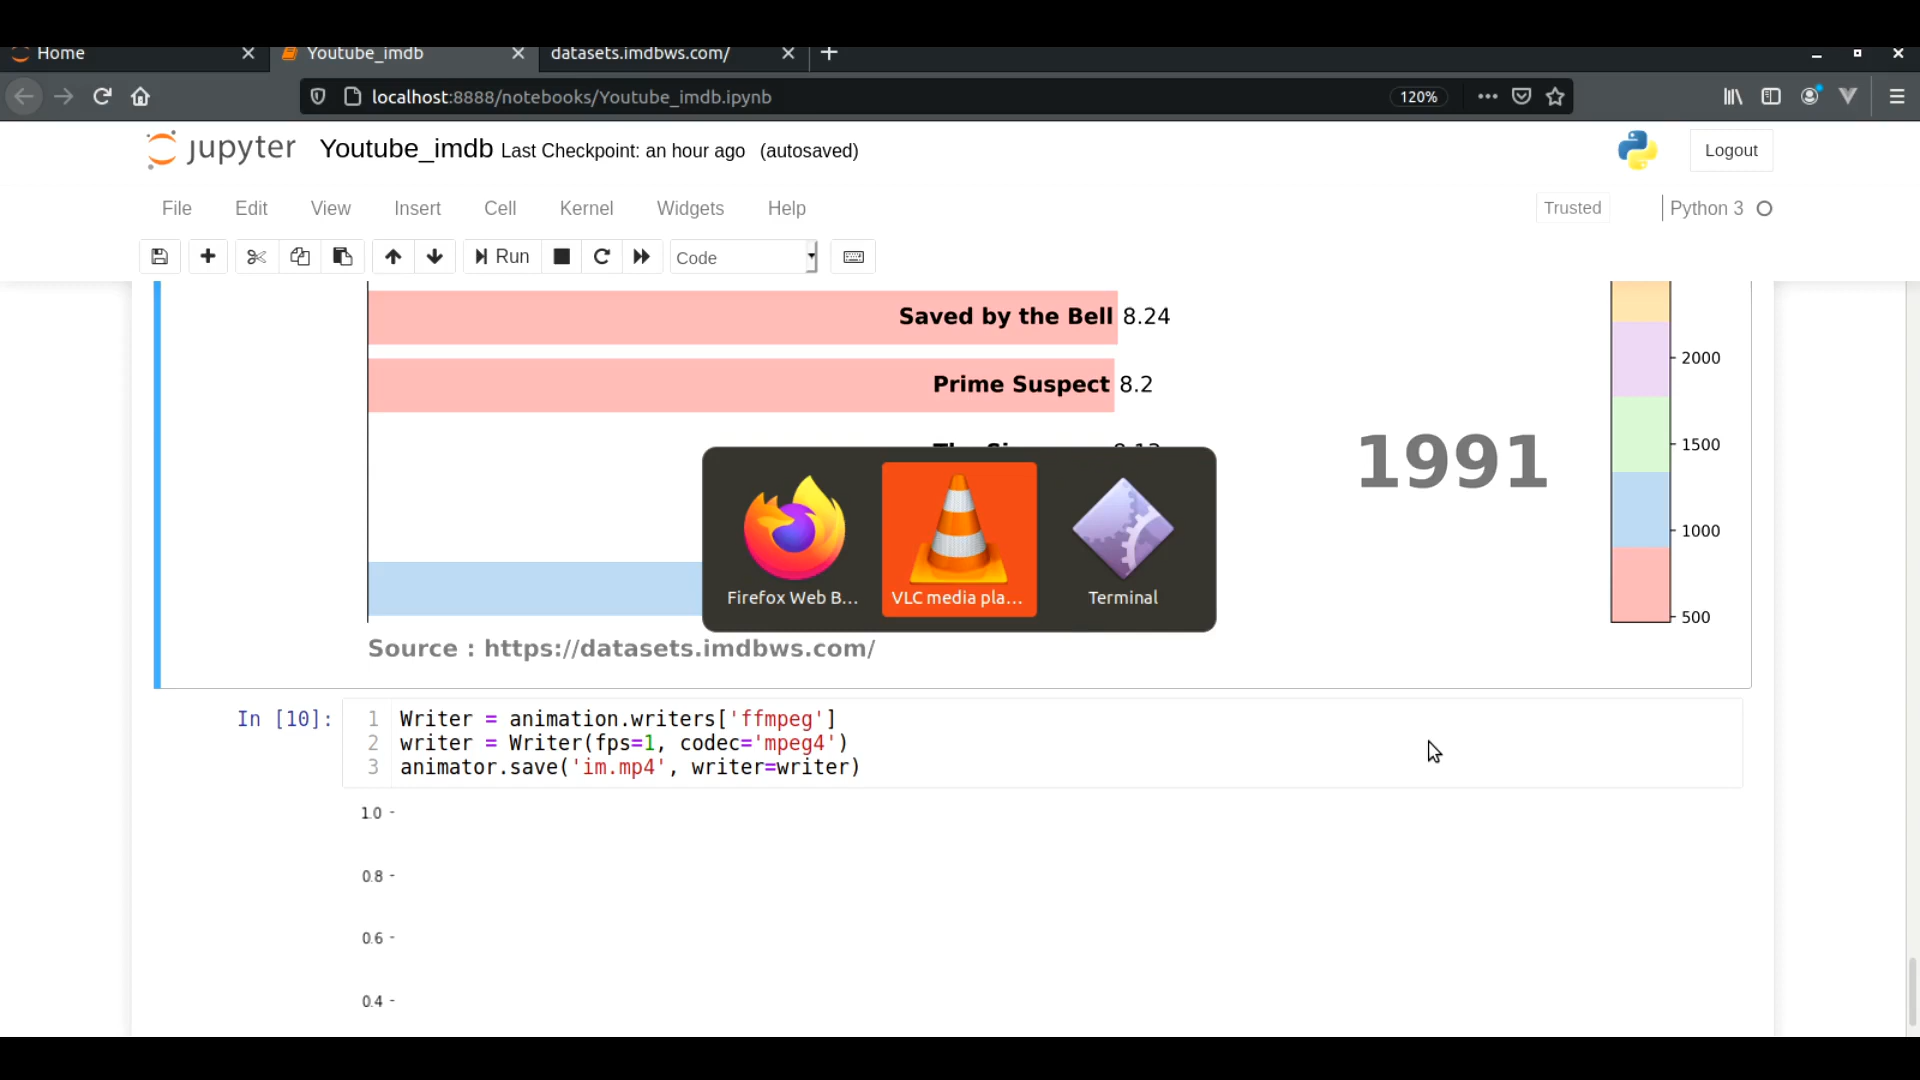 Home
Youtube_imdb
datasets.imdbws.com/
localhost:8888/notebooks/Youtube_imdb.ipynb
120%
jupyter
Youtube_imdb Last Checkpoint: an hour ago (autosaved)
Logout
File Edit View Insert Cell Kernel Widgets Help
Trusted
Python 3
Run
Code
Saved by the Bell 8.24
Prime Suspect 8.2
1991
2000
1500
1000
500
Firefox Web B...
VLC media pla...
Terminal
Source : https://datasets.imdbws.com/
In [10]:
1 Writer = animation.writers['ffmpeg']
2 writer = Writer(fps=1, codec='mpeg4')
3 animator.save('im.mp4', writer=writer)
1.0
0.8
0.6
0.4